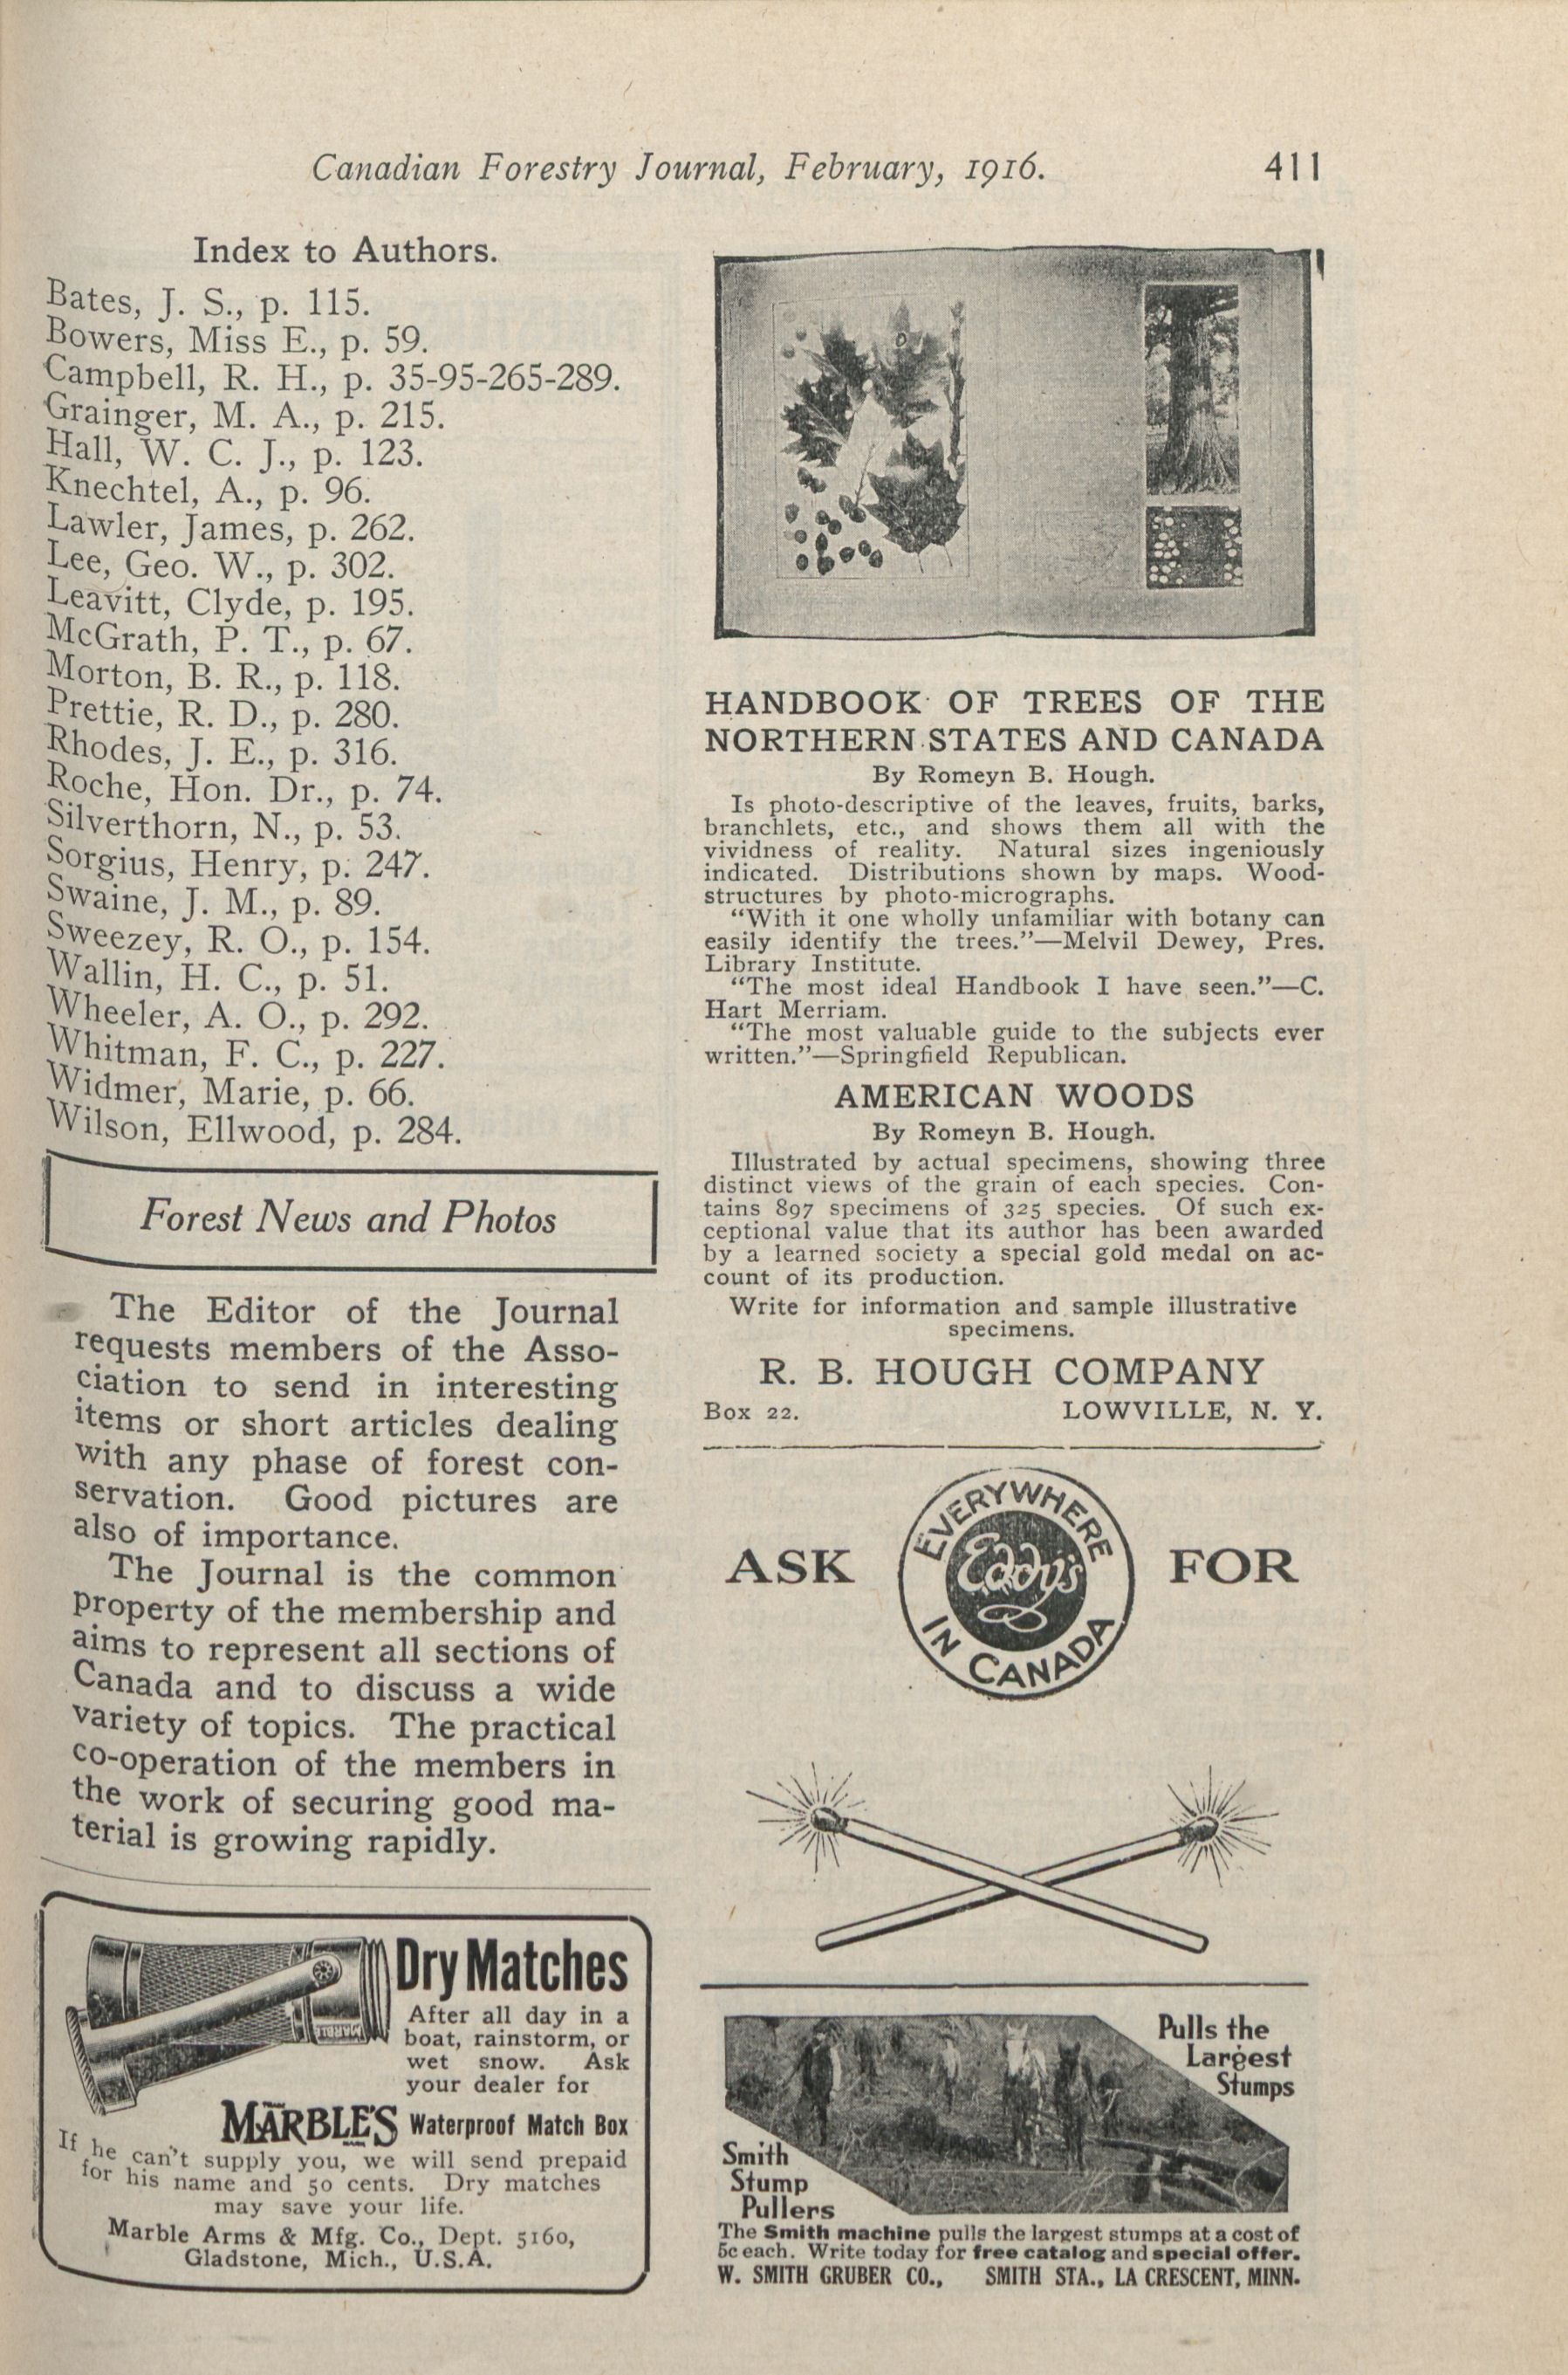 Canadian Forestry Journal, February, 1916. 411
Index to Authors.
Bates, J. S., p. 115.
Bowers, Miss E., p. 59.
Campbell, R. H., p. 35-95-265-289.
Grainger, M. A., p. 215.
Hall, W. C. J., p. 123.
Knechtel, A., p. 96.
Lawler, James, p. 262.
Lee, Geo. W., p. 302.
Leavitt, Clyde, p. 195.
McGrath, P. T., p. 67.
Morton, B. R., p. 118.
Prettie, R. D., p. 280.
Rhodes, J. E., p. 316.
Roche, Hon. Dr., p. 74.
Silverthorn, N., p. 53.
Sorgius, Henry, p. 247.
Swaine, J. M., p. 89.
Sweezey, R. O., p. 154.
Wallin, H. C., p. 51.
Wheeler, A. O., p. 292.
Whitman, F. C., p. 227.
Widmer, Marie, p. 66.
Wilson, Ellwood, p. 284.
Forest News and Photos
The Editor of the Journal
requests members of the Asso-
ciation to send in interesting
items or short articles dealing
with any phase of forest con-
servation. Good pictures are
also of importance.
The Journal is the common
property of the membership and
aims to represent all sections of
Canada and to discuss a wide
variety of topics. The practical
co-operation of the members in
the work of securing good ma-
terial is growing rapidly.
Dry Matches
After all day in a
boat, rainstorm, or
wet snow. Ask
your dealer for
MARBLE'S Waterproof Match Box
If he can't supply you, we will send prepaid
for his name and 50 cents. Dry matches
may save your life.
Marble Arms & Mfg. Co., Dept. 5160,
Gladstone, Mich., U.S.A.
HANDBOOK OF TREES OF THE
NORTHERN STATES AND CANADA
By Romeyn B. Hough.
Is photo-descriptive of the leaves, fruits, barks,
branchlets, etc., and shows them all with the
vividness of reality. Natural sizes ingeniously
indicated. Distributions shown by maps. Wood-
structures by photo-micrographs.
"With it one wholly unfamiliar with botany can
easily identify the trees."—Melvil Dewey, Pres.
Library Institute.
"The most ideal Handbook I have seen."—C.
Hart Merriam.
"The most valuable guide to the subjects ever
written."—Springfield Republican.
AMERICAN WOODS
By Romeyn B. Hough.
Illustrated by actual specimens, showing three
distinct views of the grain of each species. Con-
tains 897 specimens of 325 species. Of such ex-
ceptional value that its author has been awarded
by a learned society a special gold medal on ac-
count of its production.
Write for information and sample illustrative
specimens.
R. B. HOUGH COMPANY
Box 22. LOWVILLE, N. Y.
ASK EVERYWHERE FOR
Eddy's
IN CANADA
Pulls the
Largest
Stumps
Smith
Stump
Pullers
The Smith machine pulls the largest stumps at a cost of
5c each. Write today for free catalog and special offer.
W. SMITH GRUBER CO., SMITH STA., LA CRESCENT, MINN.